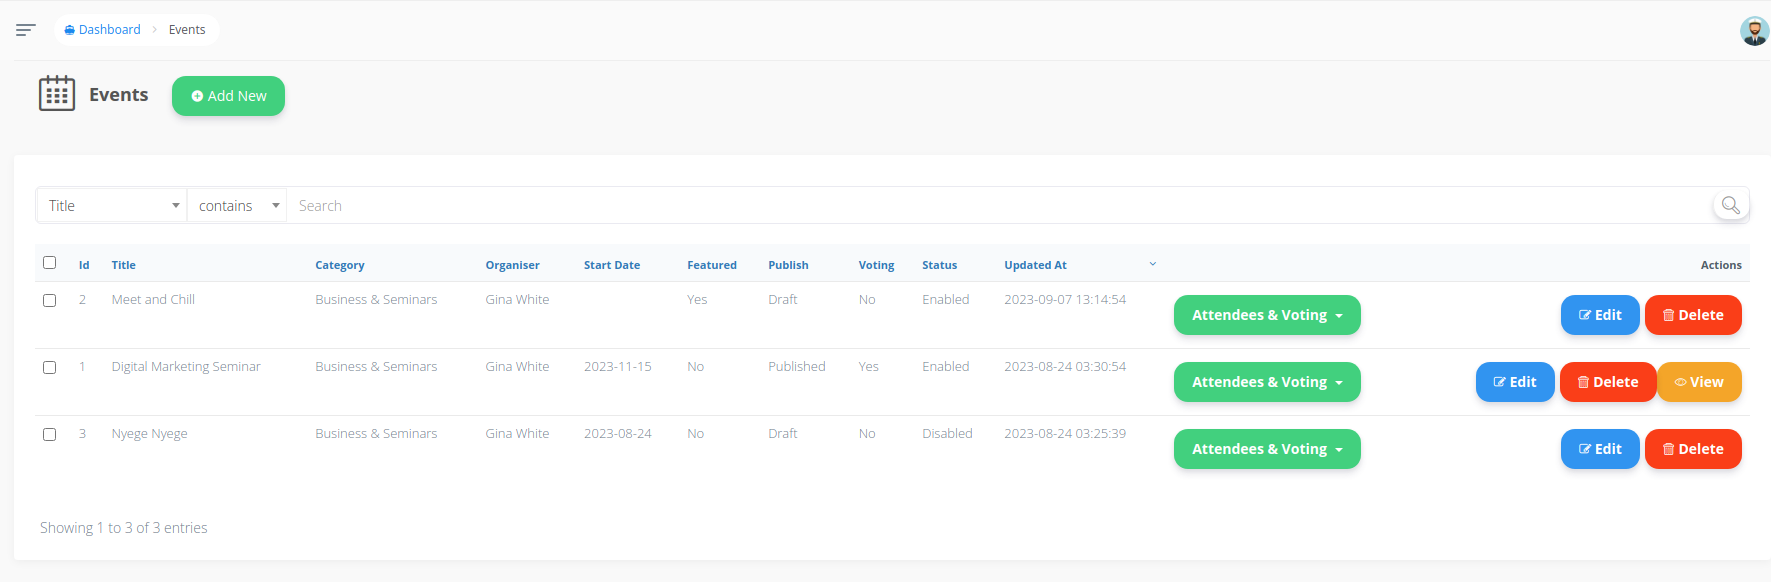 Dashboard > Events
Events
Add New
Title contains Search
Id Title Category Organiser Start Date Featured Publish Voting Status Updated At Actions
2 Meet and Chill Business & Seminars Gina White Yes Draft No Enabled 2023-09-07 13:14:54 Attendees & Voting Edit Delete
1 Digital Marketing Seminar Business & Seminars Gina White 2023-11-15 No Published Yes Enabled 2023-08-24 03:30:54 Attendees & Voting Edit Delete View
3 Nyege Nyege Business & Seminars Gina White 2023-08-24 No Draft No Disabled 2023-08-24 03:25:39 Attendees & Voting Edit Delete
Showing 1 to 3 of 3 entries